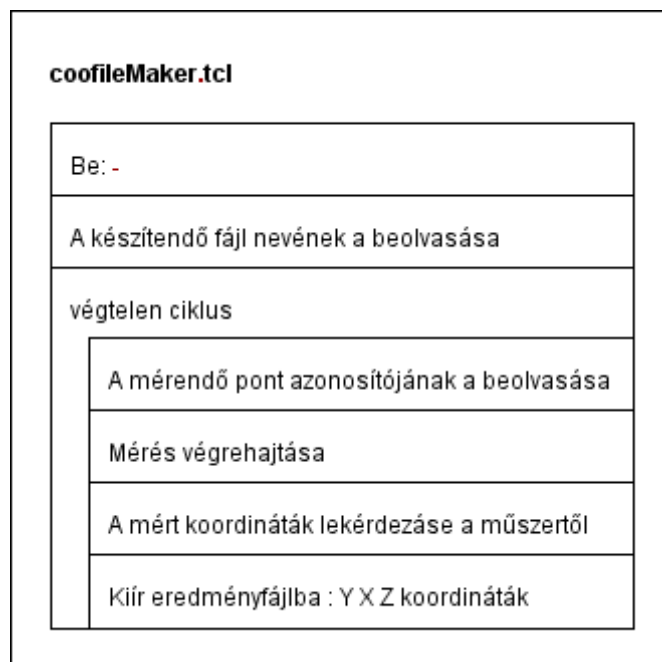 coofileMaker.tcl
Be: -
A készítendő fájl nevének a beolvasása
végtelen ciklus
A mérendő pont azonosítójának a beolvasása
Mérés végrehajtása
A mért koordináták lekérdezáse a műszertől
Kiír eredményfájlba : Y X Z koordináták